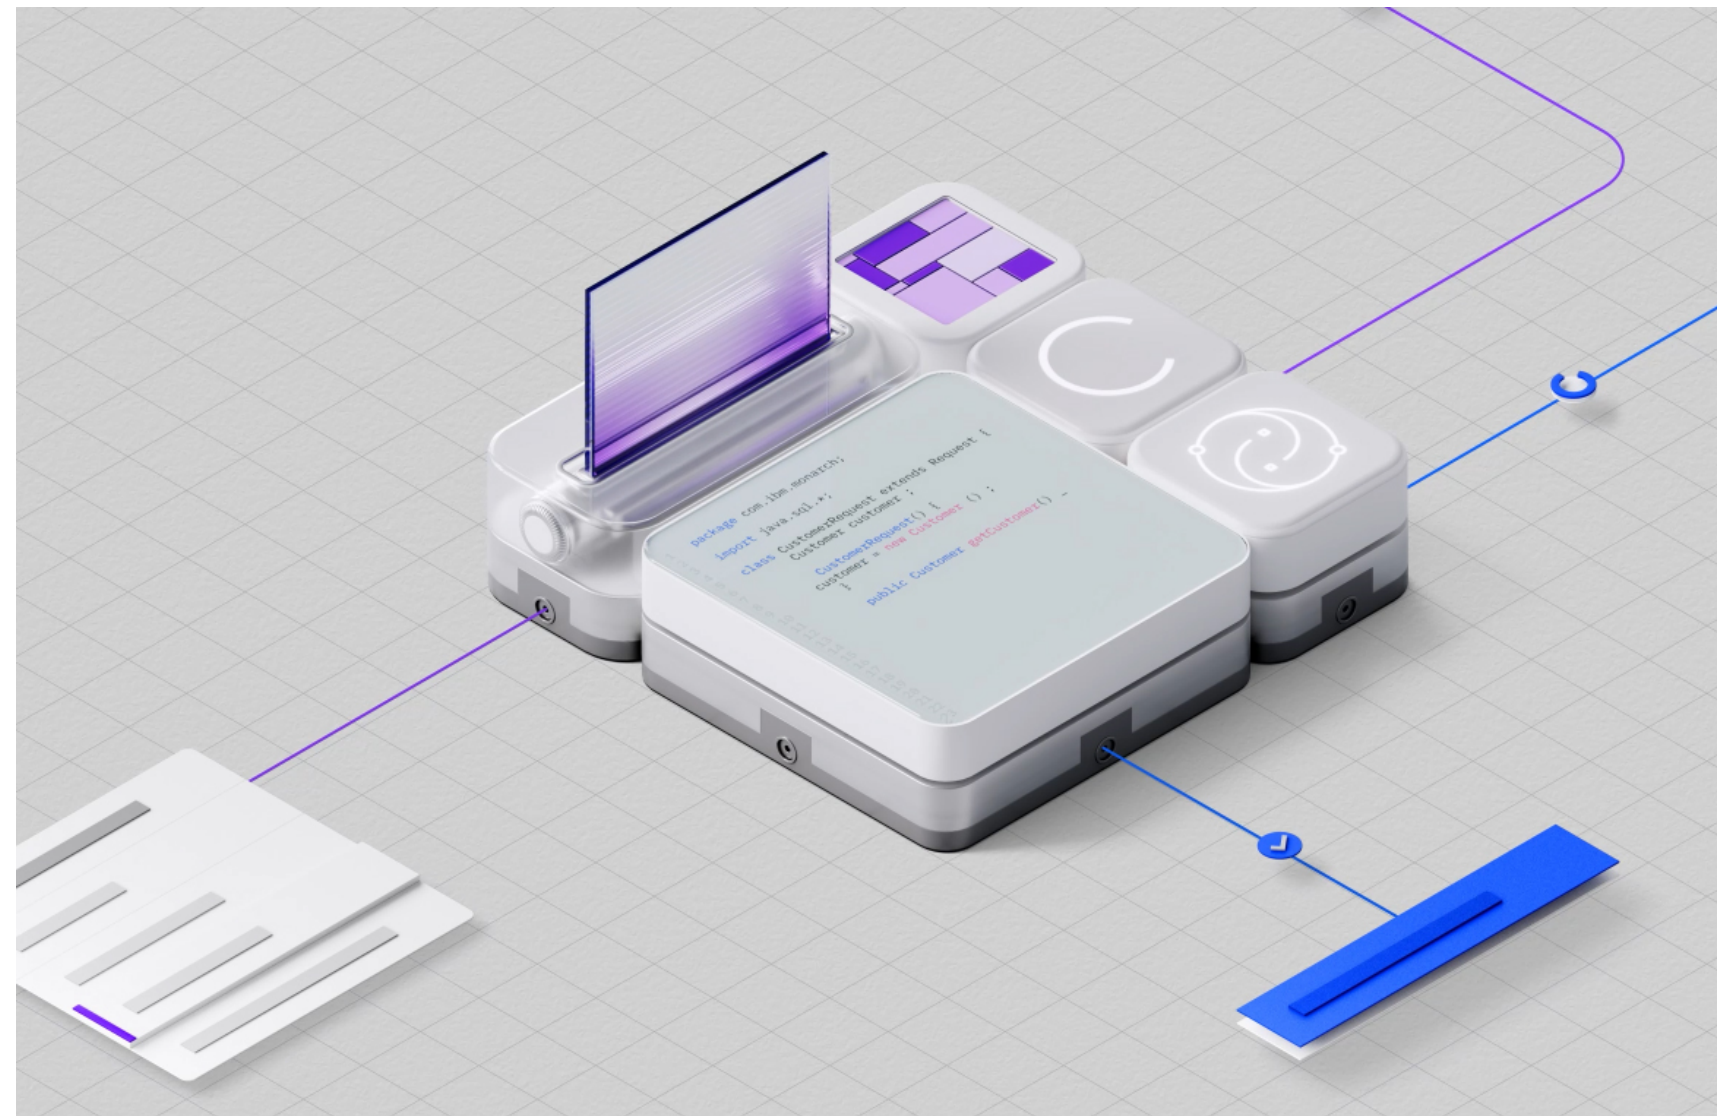 package com.ibm.monarch;
import java.sql.*;
class CustomerRequest extends Request {
Customer customer ;
CustomerRequest() {
customer = new Customer () ;
}
public Customer getCustomer() _